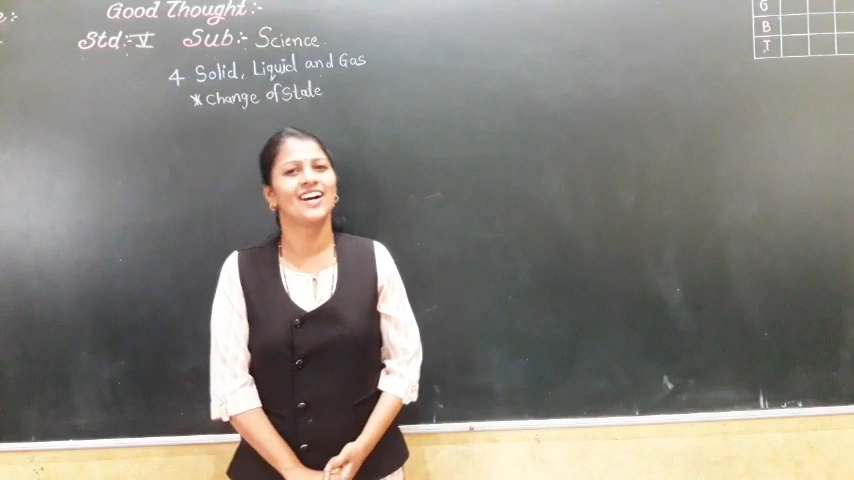 e:-
Good Thought:-
Std:- V Sub:- Science.
4 Solid, Liquid and Gas
* Change of State
G
B
T